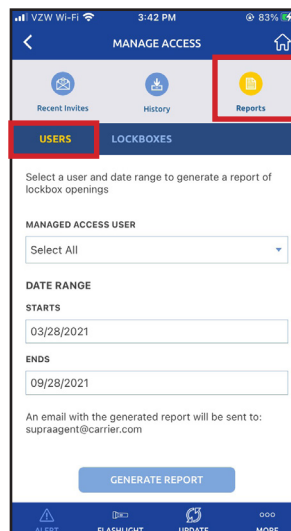 VZW Wi-Fi 3:42 PM 83%
MANAGE ACCESS
Recent Invites History Reports
USERS LOCKBOXES
Select a user and date range to generate a report of
lockbox openings
MANAGED ACCESS USER
Select All
DATE RANGE
STARTS
03/28/2021
ENDS
09/28/2021
An email with the generated report will be sent to:
supraagent@carrier.com
GENERATE REPORT
ALERT FLASHLIGHT UPDATE MORE